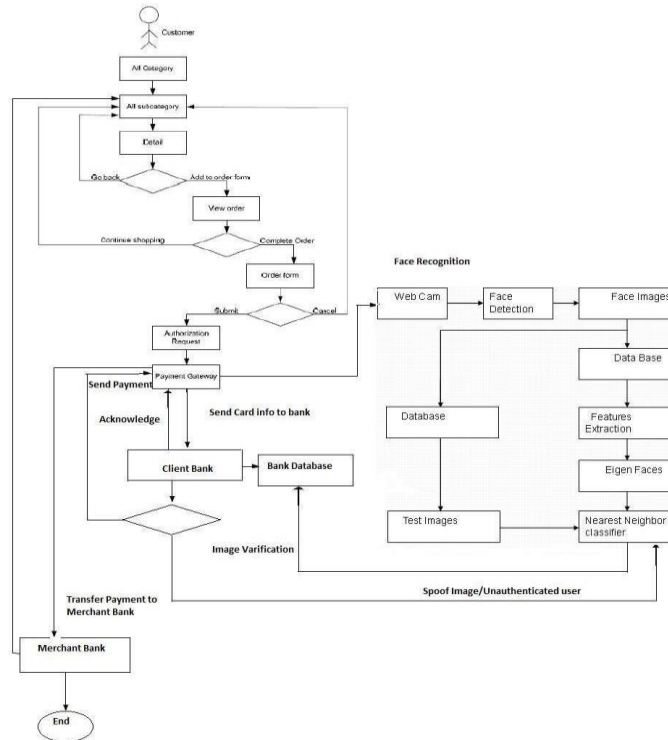 Customer
All Category
All subcategory
Detail
Go back
Add to order form
View order
Continue shopping
Complete Order
Order form
Submit
Cancel
Authorization
Request
Payment Gateway
Send Payment
Acknowledge
Send Card info to bank
Client Bank
Bank Database
Image Varification
Transfer Payment to
Merchant Bank
Merchant Bank
End
Face Recognition
Web Cam
Face
Detection
Face Images
Data Base
Database
Features
Extraction
Eigen Faces
Test Images
Nearest Neighbor
classifier
Spoof Image/Unauthenticated user